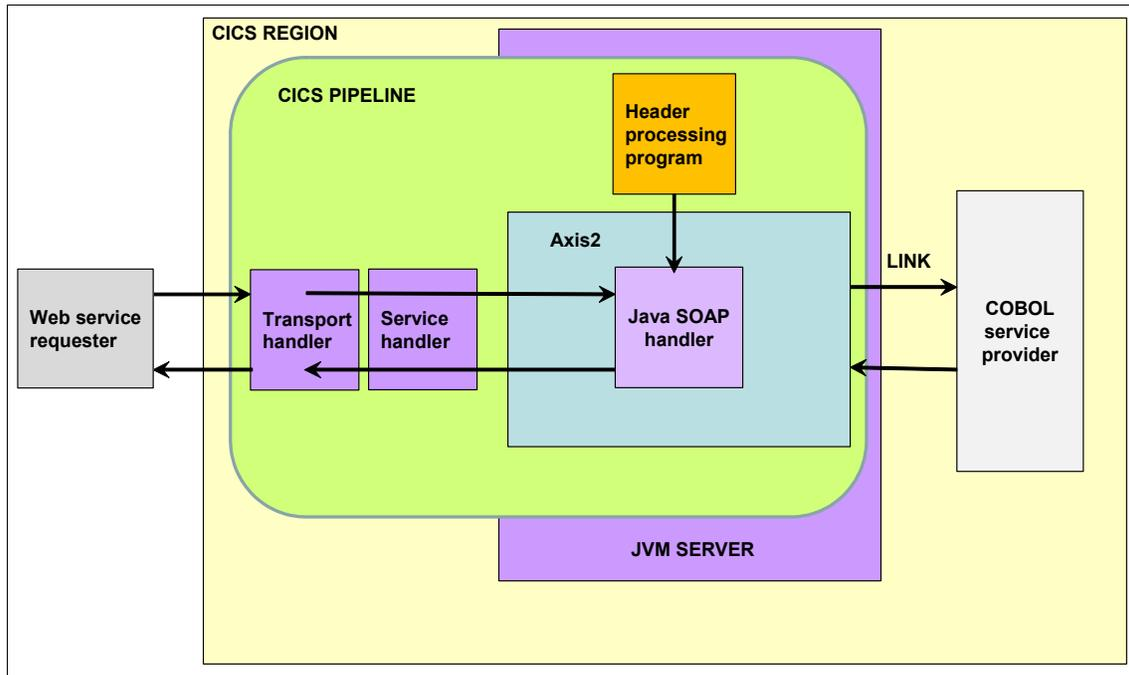 CICS REGION
CICS PIPELINE
Header
processing
program
Axis2
LINK
Web service
requester
Transport
handler
Service
handler
Java SOAP
handler
COBOL
service
provider
JVM SERVER